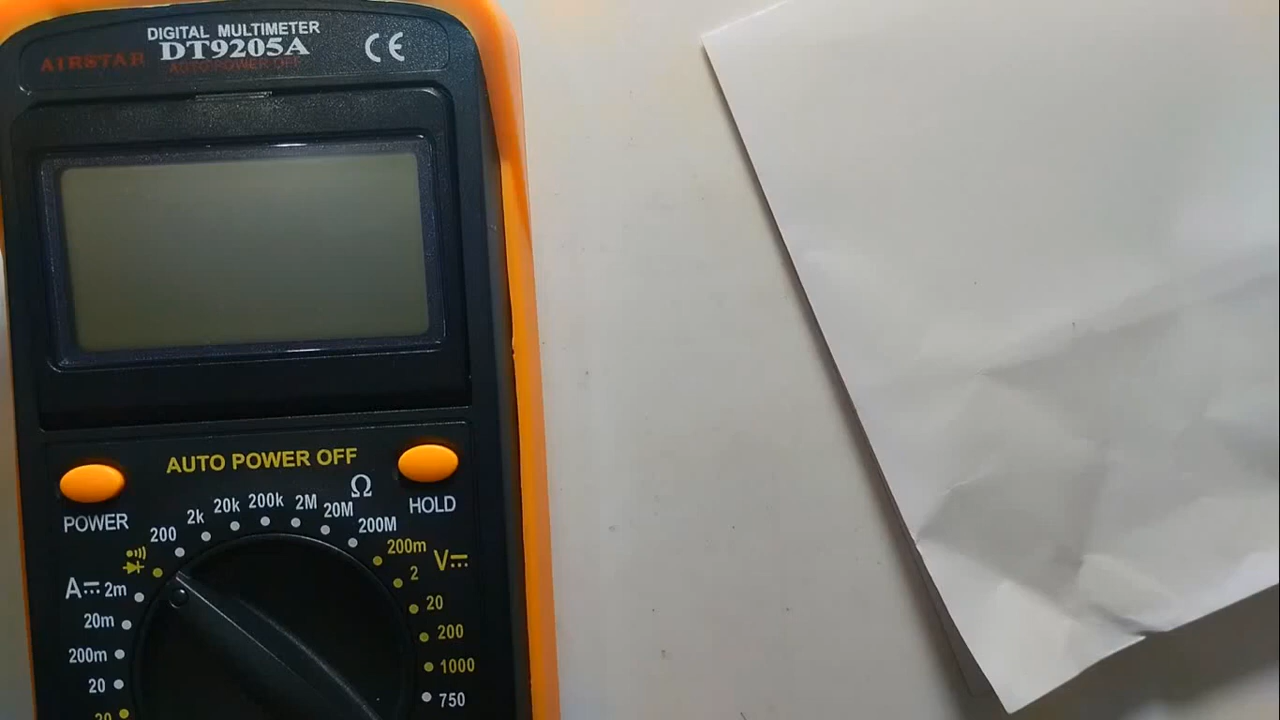 DIGITAL MULTIMETER
DT9205A
CE
AIRSTAR
AUTO POWER OFF
AUTO POWER OFF
POWER
HOLD
Ω
200
2k
20k
200k
2M
20M
200M
200m
V
2
20
200
1000
750
A
2m
20m
200m
20
20